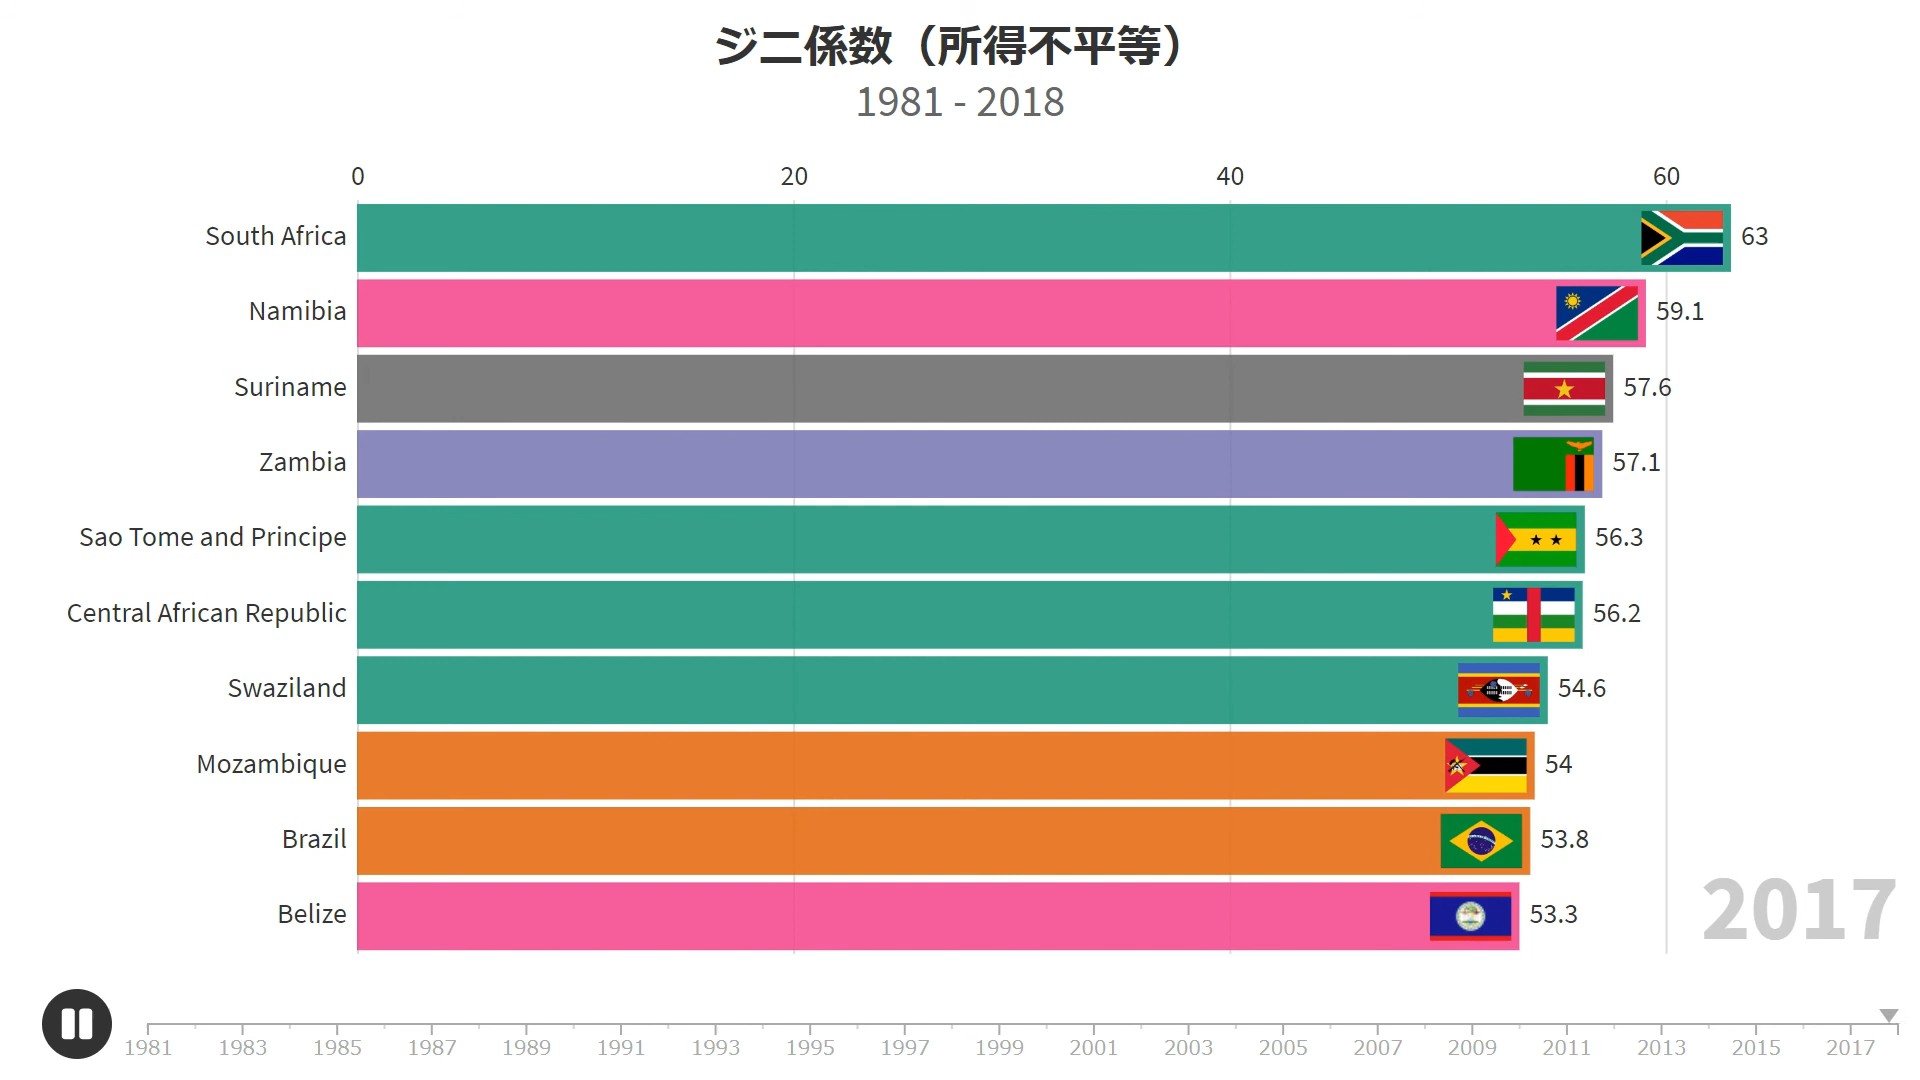 ジニ係数（所得不平等）
1981 - 2018
0 20 40 60
South Africa 63
Namibia 59.1
Suriname 57.6
Zambia 57.1
Sao Tome and Principe 56.3
Central African Republic 56.2
Swaziland 54.6
Mozambique 54
Brazil 53.8
Belize 53.3
2017
1981 1983 1985 1987 1989 1991 1993 1995 1997 1999 2001 2003 2005 2007 2009 2011 2013 2015 2017